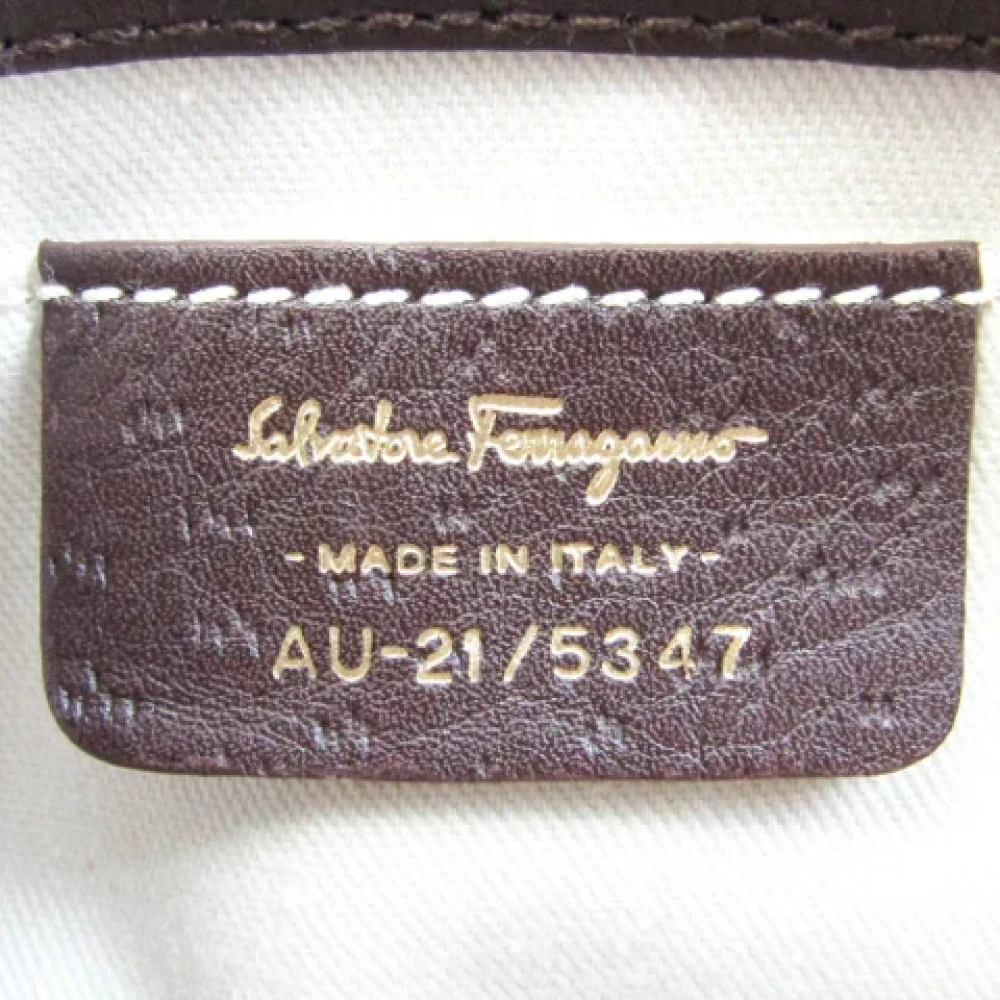 Salvatore Ferragamo
- MADE IN ITALY -
AU-21/5347